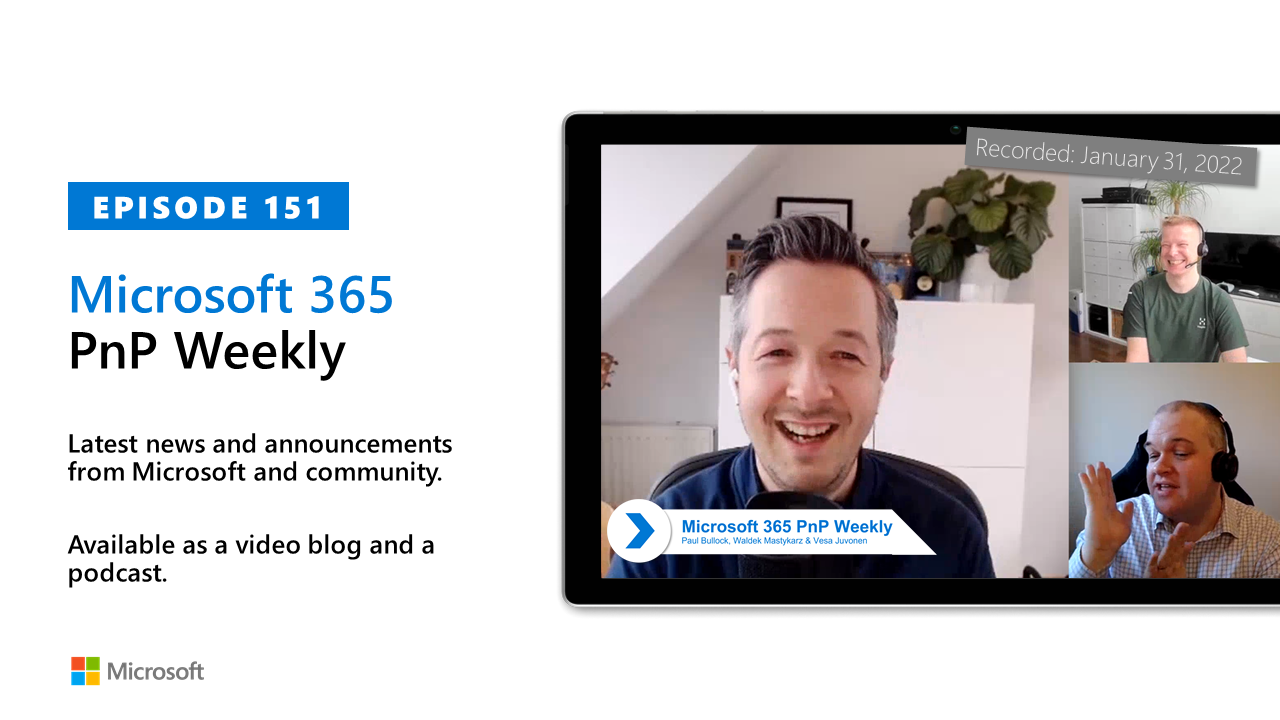 EPISODE 151
Microsoft 365
PnP Weekly
Latest news and announcements
from Microsoft and community.
Available as a video blog and a
podcast.
Microsoft
Recorded: January 31, 2022
Microsoft 365 PnP Weekly
Paul Bullock, Waldek Mastykarz & Vesa Juvonen